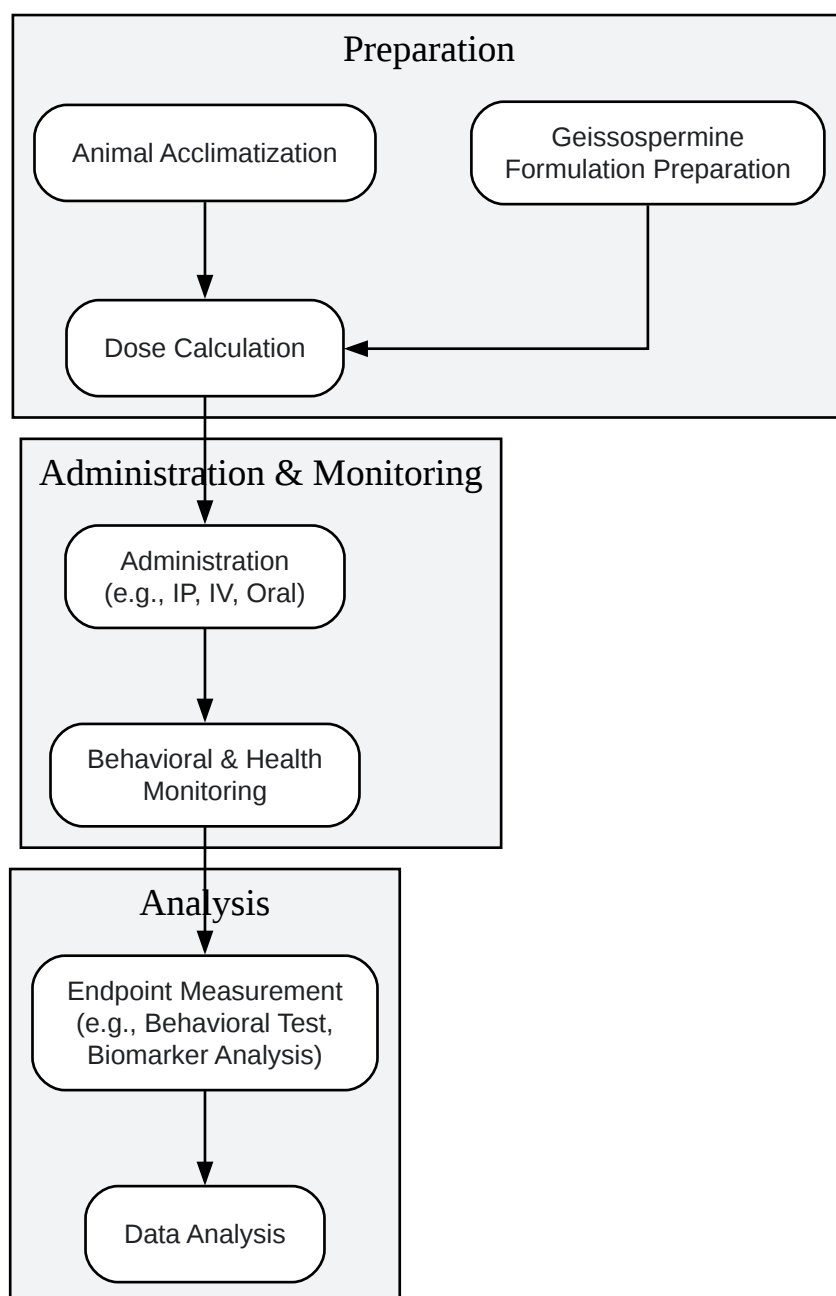 Preparation
Animal Acclimatization
Geissospermine
Formulation Preparation
Dose Calculation
Administration & Monitoring
Administration
(e.g., IP, IV, Oral)
Behavioral & Health
Monitoring
Analysis
Endpoint Measurement
(e.g., Behavioral Test,
Biomarker Analysis)
Data Analysis